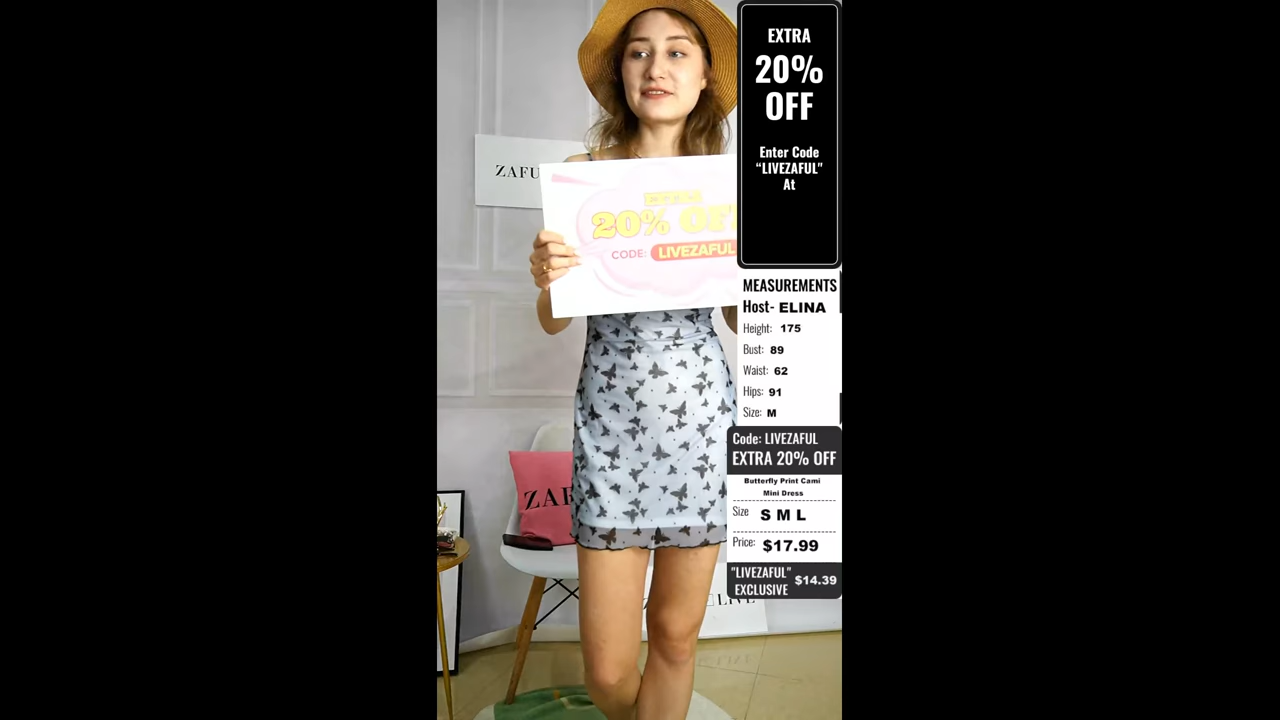 EXTRA
20%
OFF
Enter Code
“LIVEZAFUL”
At
ZAFU
EXTRA
20% OFF
CODE: LIVEZAFUL
MEASUREMENTS
Host- ELINA
Height: 175
Bust: 89
Waist: 62
Hips: 91
Size: M
Code: LIVEZAFUL
EXTRA 20% OFF
Butterfly Print Cami
Mini Dress
Size S M L
Price: $17.99
"LIVEZAFUL"
EXCLUSIVE $14.39
ZAF
LIVE